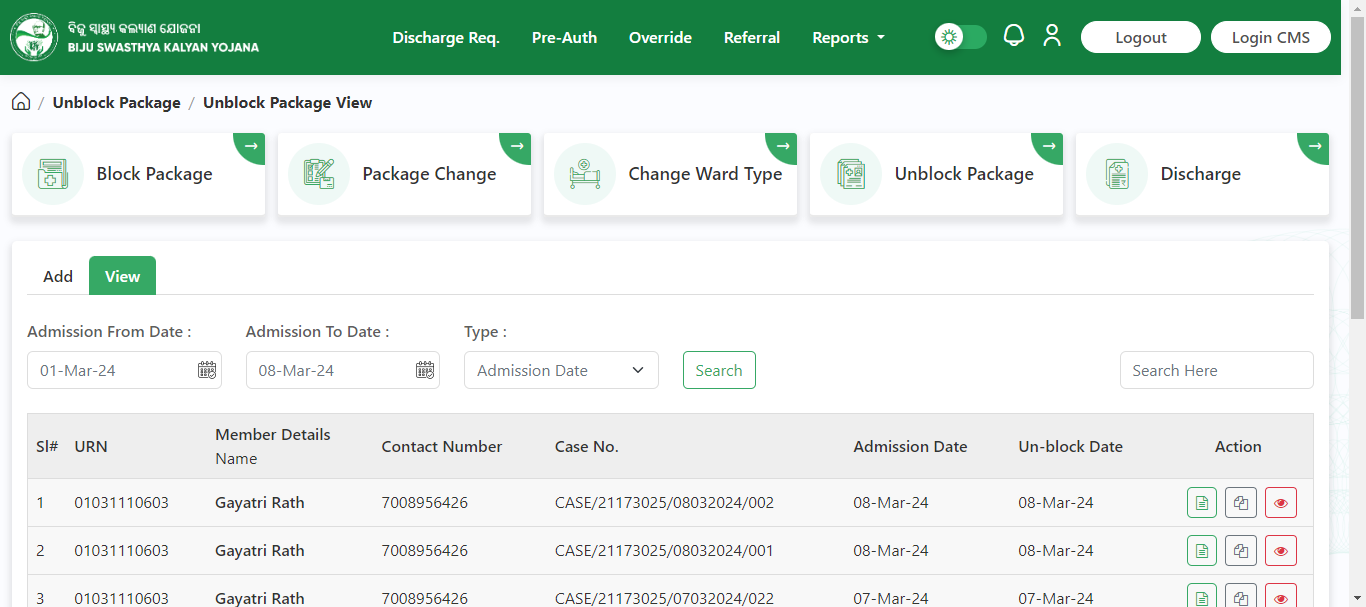 ବିଜୁ ସ୍ୱାସ୍ଥ୍ୟ କଲ୍ୟାଣ ଯୋଜନା
BIJU SWASTHYA KALYAN YOJANA
Discharge Req. Pre-Auth Override Referral Reports Logout Login CMS
/ Unblock Package / Unblock Package View
Block Package Package Change Change Ward Type Unblock Package Discharge
Add View
Admission From Date : Admission To Date : Type :
01-Mar-24 08-Mar-24 Admission Date Search Search Here
Sl# URN Member Details Contact Number Case No. Admission Date Un-block Date Action
Name
1 01031110603 Gayatri Rath 7008956426 CASE/21173025/08032024/002 08-Mar-24 08-Mar-24
2 01031110603 Gayatri Rath 7008956426 CASE/21173025/08032024/001 08-Mar-24 08-Mar-24
3 01031110603 Gayatri Rath 7008956426 CASE/21173025/07032024/022 07-Mar-24 07-Mar-24